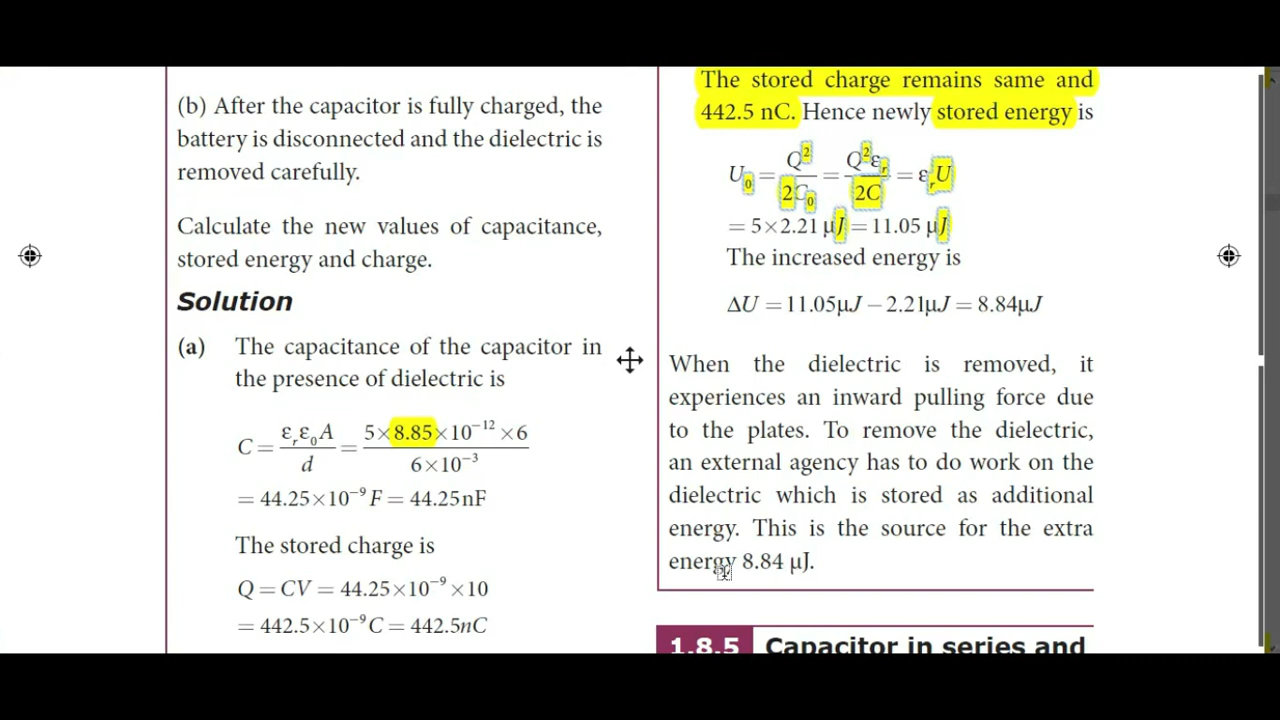 (b) After the capacitor is fully charged, the
battery is disconnected and the dielectric is
removed carefully.
Calculate the new values of capacitance,
stored energy and charge.
Solution
(a) The capacitance of the capacitor in
the presence of dielectric is
C = εᵣε₀A / d = 5×8.85×10⁻¹²×6 / 6×10⁻³
= 44.25×10⁻⁹ F = 44.25nF
The stored charge is
Q = CV = 44.25×10⁻⁹×10
= 442.5×10⁻⁹ C = 442.5nC
The stored charge remains same and
442.5 nC. Hence newly stored energy is
U₀ = Q² / 2C₀ = Q²εᵣ / 2C = εᵣU
= 5×2.21 μJ = 11.05 μJ
The increased energy is
ΔU = 11.05μJ − 2.21μJ = 8.84μJ
When the dielectric is removed, it
experiences an inward pulling force due
to the plates. To remove the dielectric,
an external agency has to do work on the
dielectric which is stored as additional
energy. This is the source for the extra
energy 8.84 μJ.
1.8.5 Capacitor in series and